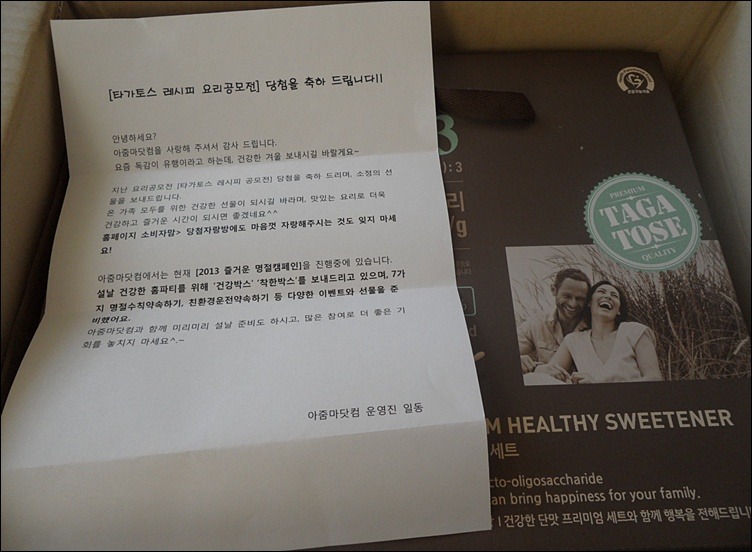 [타가토스 레시피 요리공모전] 당첨을 축하 드립니다!!
안녕하세요?
아줌마닷컴을 사랑해 주셔서 감사 드립니다.
요즘 독감이 유행이라고 하는데, 건강한 겨울 보내시길 바랄게요~
지난 요리공모전 [타가토스 레시피 공모전] 당첨을 축하 드리며, 소정의 선
물을 보내드립니다.
온 가족 모두를 위한 건강한 선물이 되시길 바라며, 맛있는 요리로 더욱
건강하고 즐거운 시간이 되시면 좋겠네요^^
홈페이지 소비자맘> 당첨자랑방에도 마음껏 자랑해주시는 것도 잊지 마세
요!
아줌마닷컴에서는 현재 [2013 즐거운 명절캠페인]을 진행중에 있습니다.
설날 건강한 홈파티를 위해 '건강박스' '착한박스'를 보내드리고 있으며, 7가
지 명절수칙약속하기, 친환경운전약속하기 등 다양한 이벤트와 선물을 준
비했어요.
아줌마닷컴과 함께 미리미리 설날 준비도 하시고, 많은 참여로 더 좋은 기
회를 놓치지 마세요^.~
아줌마닷컴 운영진 일동
3
):3
리
/g
PREMIUM
TAGA
TOSE
QUALITY
M HEALTHY SWEETENER
세트
cto-oligosaccharide
an bring happiness for your family.
| 건강한 단맛 프리미엄 세트와 함께 행복을 전해드립니